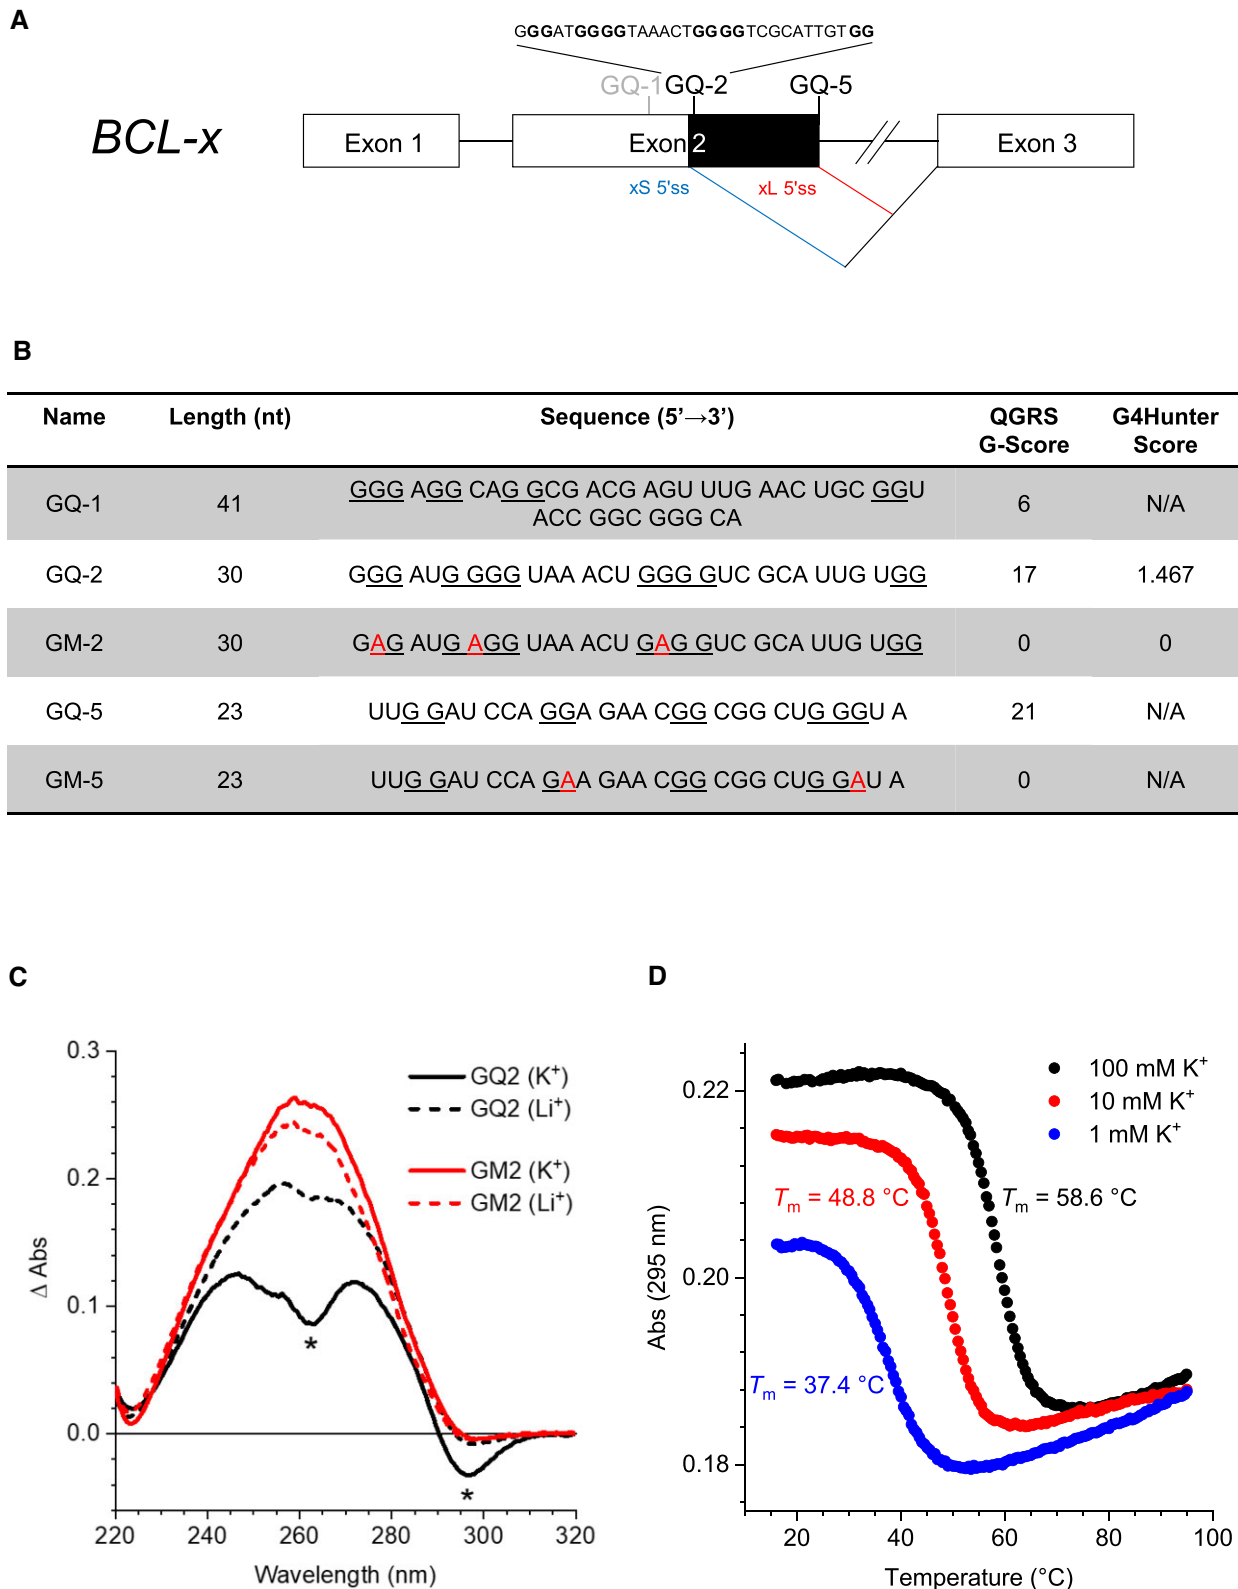 A
GGGATGGGGTAAACTGGGGTCGCATTGTGG
GQ-1 GQ-2 GQ-5
BCL-x
Exon 1 Exon 2 Exon 3
xS 5'ss xL 5'ss
B
Name Length (nt) Sequence (5'→3') QGRS G4Hunter
G-Score Score
GQ-1 41 GGG AGG CAG GCG ACG AGU UUG AAC UGC GGU 6 N/A
ACC GGC GGG CA
GQ-2 30 GGG AUG GGG UAA ACU GGG GUC GCA UUG UGG 17 1.467
GM-2 30 GAG AUG AGG UAA ACU GAG GUC GCA UUG UGG 0 0
GQ-5 23 UUG GAU CCA GGA GAA CGG CGG CUG GGU A 21 N/A
GM-5 23 UUG GAU CCA GAA GAA CGG CGG CUG GAU A 0 N/A
C
D
0.3
0.2
0.1
0.0
Δ Abs
GQ2 (K+)
GQ2 (Li+)
GM2 (K+)
GM2 (Li+)
*
*
220 240 260 280 300 320
Wavelength (nm)
0.22
0.20
0.18
Abs (295 nm)
100 mM K+
10 mM K+
1 mM K+
Tm = 48.8 °C
Tm = 58.6 °C
Tm = 37.4 °C
20 40 60 80 100
Temperature (°C)